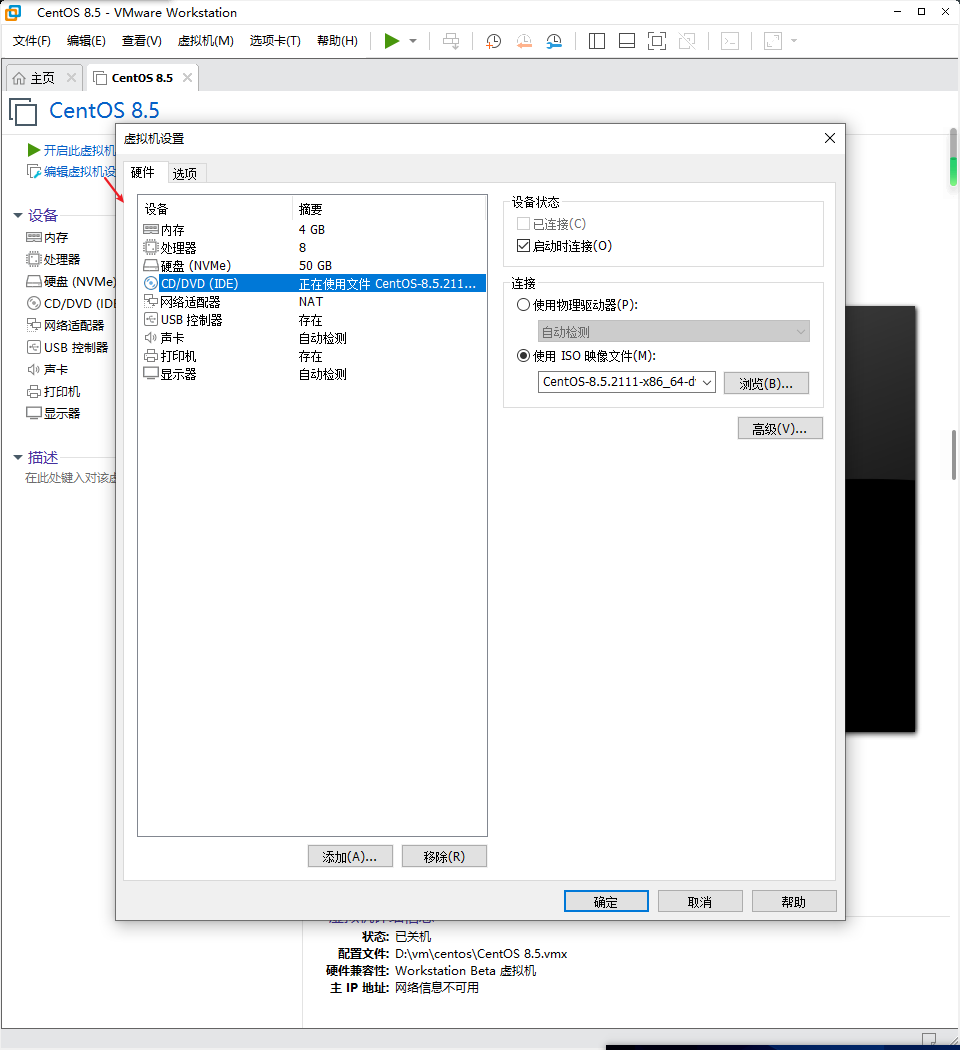 CentOS 8.5 - VMware Workstation
文件(F) 编辑(E) 查看(V) 虚拟机(M) 选项卡(T) 帮助(H)
主页 CentOS 8.5
CentOS 8.5
开启此虚拟机
编辑虚拟机设
设备
内存
处理器
硬盘 (NVMe)
CD/DVD (IDE
网络适配器
USB 控制器
声卡
打印机
显示器
描述
在此处键入对该虚
虚拟机设置
硬件 选项
设备 摘要
内存 4 GB
处理器 8
硬盘 (NVMe) 50 GB
CD/DVD (IDE) 正在使用文件 CentOS-8.5.211...
网络适配器 NAT
USB 控制器 存在
声卡 自动检测
打印机 存在
显示器 自动检测
添加(A)... 移除(R)
设备状态
已连接(C)
启动时连接(O)
连接
使用物理驱动器(P):
自动检测
使用 ISO 映像文件(M):
CentOS-8.5.2111-x86_64-d 浏览(B)...
高级(V)...
确定 取消 帮助
虚拟机详细信息
状态: 已关机
配置文件: D:\vm\centos\CentOS 8.5.vmx
硬件兼容性: Workstation Beta 虚拟机
主 IP 地址: 网络信息不可用